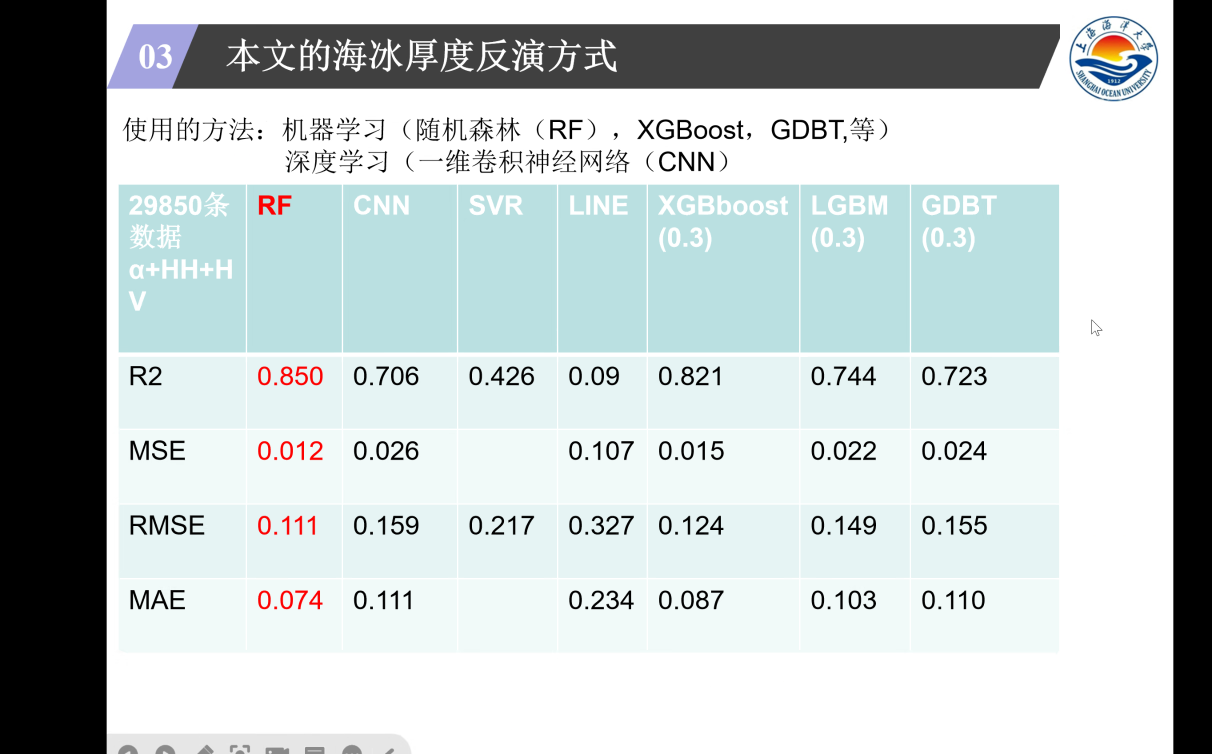 03 本文的海冰厚度反演方式
上海海洋大学
SHANGHAI OCEAN UNIVERSITY
1912
使用的方法：机器学习（随机森林（RF），XGBoost，GDBT,等）
深度学习（一维卷积神经网络（CNN）
29850条
数据
α+HH+H
V
RF
CNN
SVR
LINE
XGBboost
(0.3)
LGBM
(0.3)
GDBT
(0.3)
R2 0.850 0.706 0.426 0.09 0.821 0.744 0.723
MSE 0.012 0.026 0.107 0.015 0.022 0.024
RMSE 0.111 0.159 0.217 0.327 0.124 0.149 0.155
MAE 0.074 0.111 0.234 0.087 0.103 0.110